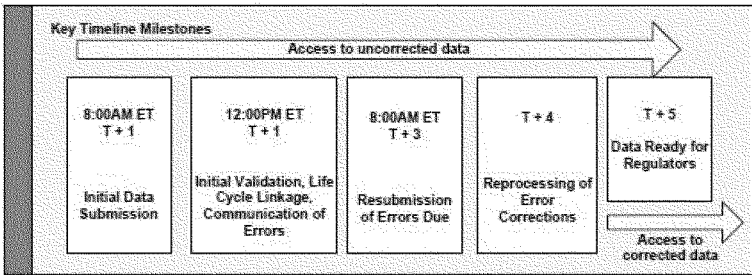 Key Timeline Milestones
Access to uncorrected data
8:00AM ET
T + 1
Initial Data
Submission
12:00PM ET
T + 1
Initial Validation, Life
Cycle Linkage,
Communication of
Errors
8:00AM ET
T + 3
Resubmission
of Errors Due
T + 4
Reprocessing of
Error
Corrections
T + 5
Data Ready for
Regulators
Access to
corrected data